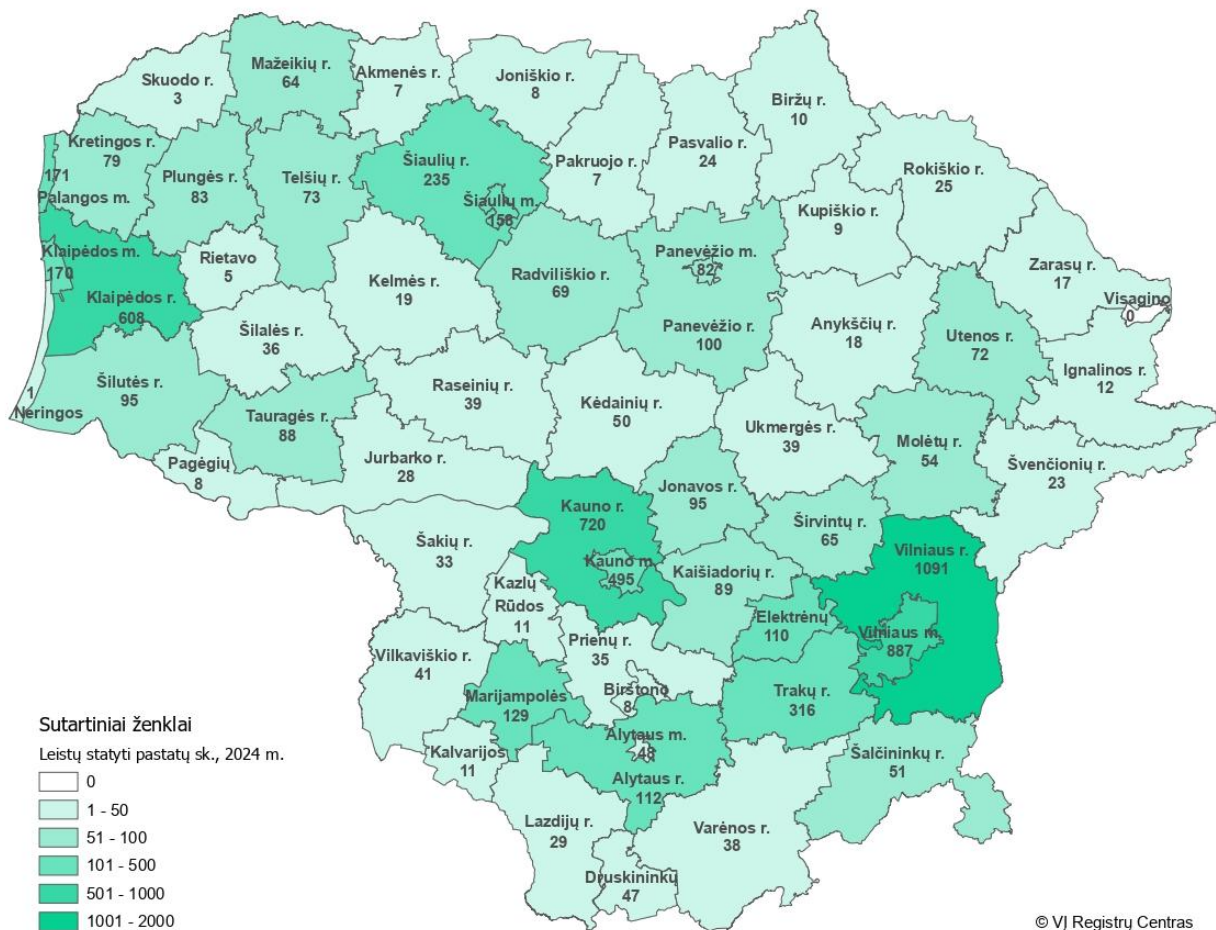 Skuodo r.
3
Mažeikių r.
64
Akmenės r.
7
Joniškio r.
8
Biržų r.
10
Kretingos r.
79
Plungės r.
83
Telšių r.
73
Šiaulių r.
235
Šiaulių m.
158
Pakruojo r.
7
Pasvalio r.
24
Rokiškio r.
25
171
Palangos m.
Kupiškio r.
9
Klaipėdos m.
170
Klaipėdos r.
608
Rietavo
5
Kelmės r.
19
Radviliškio r.
69
Panevėžio m.
82
Panevėžio r.
100
Zarasų r.
17
Visagino
0
Anykščių r.
18
Utenos r.
72
Ignalinos r.
12
Šilalės r.
36
1
Neringos
Šilutės r.
95
Tauragės r.
88
Raseinių r.
39
Kėdainių r.
50
Ukmergės r.
39
Molėtų r.
54
Švenčionių r.
23
Pagėgių
8
Jurbarko r.
28
Jonavos r.
95
Širvintų r.
65
Kauno r.
720
Kauno m.
495
Šakių r.
33
Kaišiadorių r.
89
Vilniaus r.
1091
Vilniaus m.
887
Kazlų
Rūdos
11
Elektrėnų
110
Prienų r.
35
Vilkaviškio r.
41
Birštono
8
Trakų r.
316
Marijampolės
129
Alytaus m.
48
Alytaus r.
112
Kalvarijos
11
Šalčininkų r.
51
Lazdijų r.
29
Varėnos r.
38
Druskininkų
47
Sutartiniai ženklai
Leistų statyti pastatų sk., 2024 m.
0
1 - 50
51 - 100
101 - 500
501 - 1000
1001 - 2000
© VĮ Registrų Centras